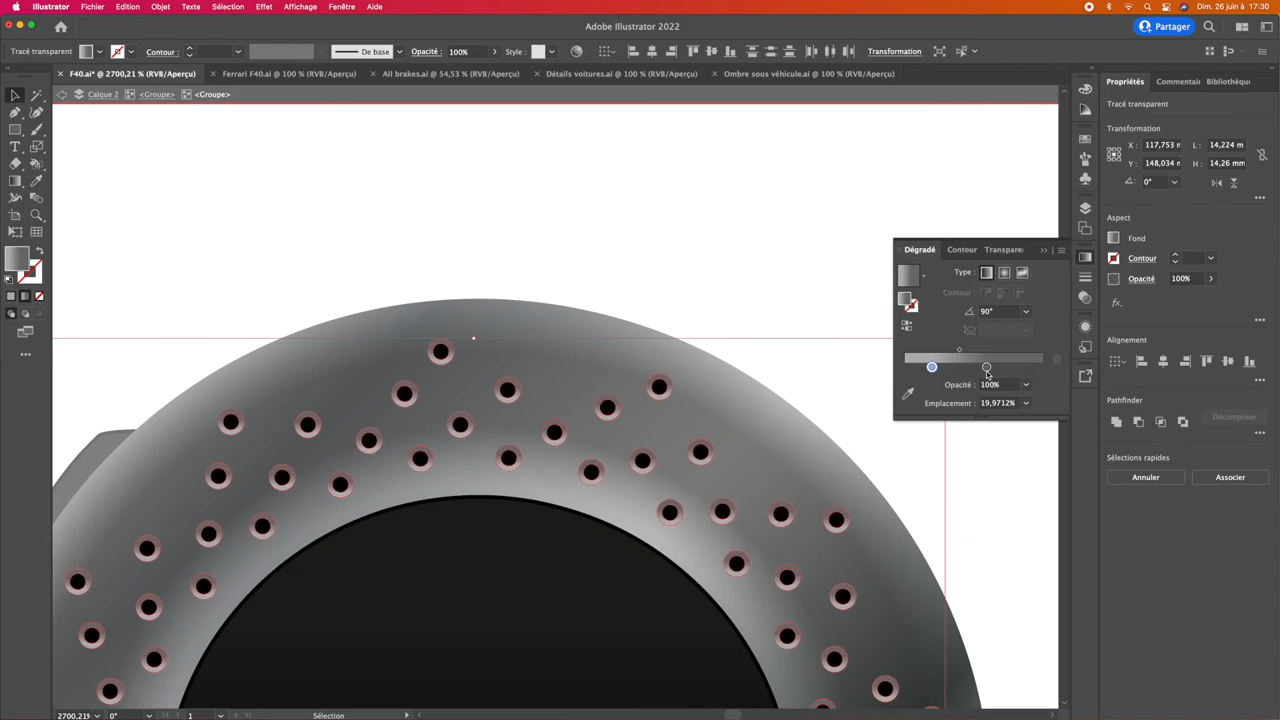 Illustrator Fichier Edition Objet Texte Sélection Effet Affichage Fenêtre Aide Dim. 26 juin à 17:30
Adobe Illustrator 2022 Partager
Tracé transparent Contour : De base Opacité : 100% Style : Transformation
× F40.ai* @ 2700,21 % (RVB/Aperçu) × Ferrari F40.ai @ 100 % (RVB/Aperçu) × All brakes.ai @ 54,53 % (RVB/Aperçu) × Détails voitures.ai @ 100% (RVB/Aperçu) × Ombre sous véhicule.ai @ 100 % (RVB/Aperçu)
Calque 2 <Groupe> <Groupe>
Propriétés Commentai Bibliothèqu
Tracé transparent
Transformation
X : 117,753 m L : 14,224 m
Y : 148,034 m H : 14,26 mm
0°
Aspect
Fond
Contour
Opacité 100%
fx
Alignement
Pathfinder
Décomposer
Sélections rapides
Annuler Associer
Dégradé Contour Transpare
Type :
Contour :
90°
Opacité : 100%
Emplacement : 19,9712%
2700,219 0° 1 Sélection